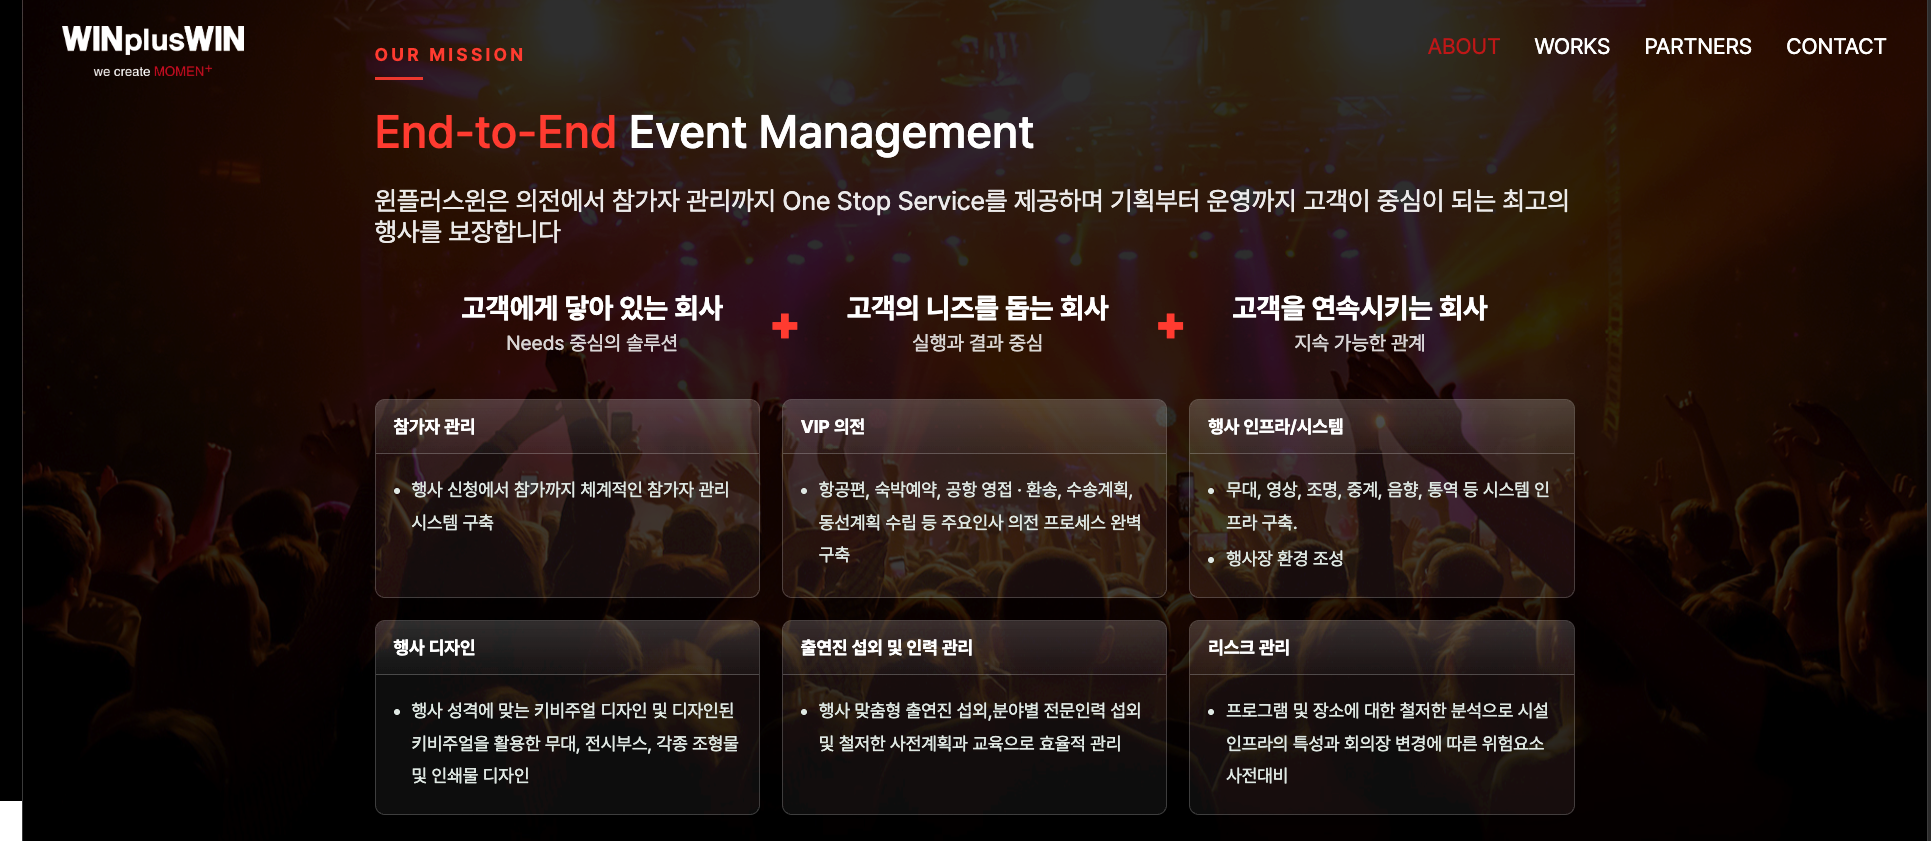 WINplusWIN
we create MOMEN+
ABOUT WORKS PARTNERS CONTACT
OUR MISSION
End-to-End Event Management
윈플러스윈은 의전에서 참가자 관리까지 One Stop Service를 제공하며 기획부터 운영까지 고객이 중심이 되는 최고의
행사를 보장합니다
고객에게 닿아 있는 회사
Needs 중심의 솔루션
+
고객의 니즈를 돕는 회사
실행과 결과 중심
+
고객을 연속시키는 회사
지속 가능한 관계
참가자 관리
• 행사 신청에서 참가까지 체계적인 참가자 관리
시스템 구축
VIP 의전
• 항공편, 숙박예약, 공항 영접 · 환송, 수송계획,
동선계획 수립 등 주요인사 의전 프로세스 완벽
구축
행사 인프라/시스템
• 무대, 영상, 조명, 중계, 음향, 통역 등 시스템 인
프라 구축.
• 행사장 환경 조성
행사 디자인
• 행사 성격에 맞는 키비주얼 디자인 및 디자인된
키비주얼을 활용한 무대, 전시부스, 각종 조형물
및 인쇄물 디자인
출연진 섭외 및 인력 관리
• 행사 맞춤형 출연진 섭외,분야별 전문인력 섭외
및 철저한 사전계획과 교육으로 효율적 관리
리스크 관리
• 프로그램 및 장소에 대한 철저한 분석으로 시설
인프라의 특성과 회의장 변경에 따른 위험요소
사전대비